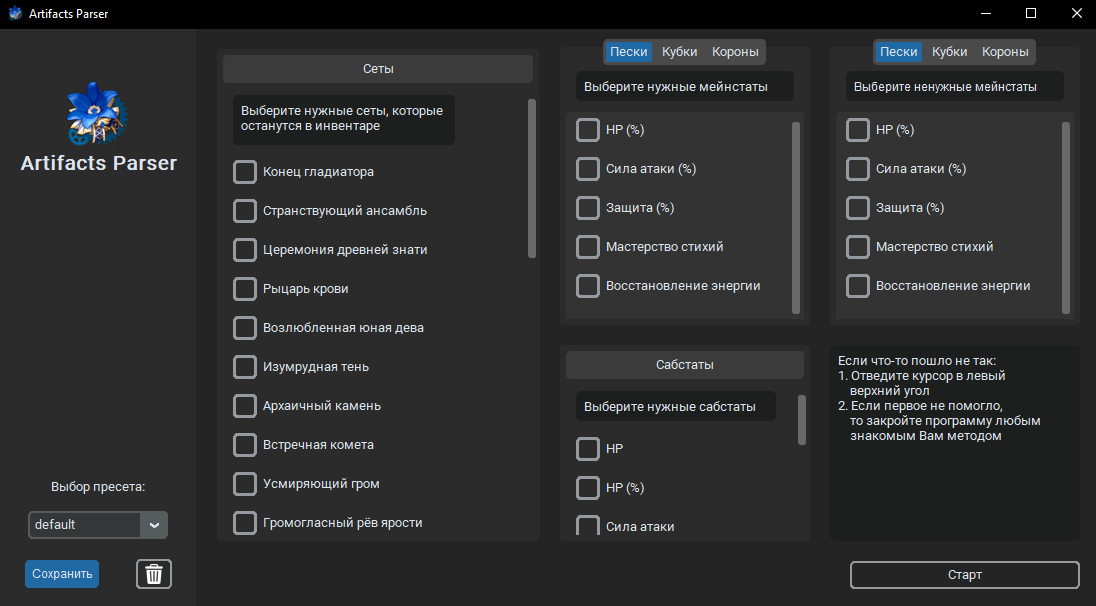 Artifacts Parser
Artifacts Parser
Выбор пресета:
default
Сохранить
Сеты
Выберите нужные сеты, которые
останутся в инвентаре
Конец гладиатора
Странствующий ансамбль
Церемония древней знати
Рыцарь крови
Возлюбленная юная дева
Изумрудная тень
Архаичный камень
Встречная комета
Усмиряющий гром
Громогласный рёв ярости
Пески Кубки Короны
Выберите нужные мейнстаты
HP (%)
Сила атаки (%)
Защита (%)
Мастерство стихий
Восстановление энергии
Сабстаты
Выберите нужные сабстаты
HP
HP (%)
Сила атаки
Пески Кубки Короны
Выберите ненужные мейнстаты
HP (%)
Сила атаки (%)
Защита (%)
Мастерство стихий
Восстановление энергии
Если что-то пошло не так:
1. Отведите курсор в левый
верхний угол
2. Если первое не помогло,
то закройте программу любым
знакомым Вам методом
Старт